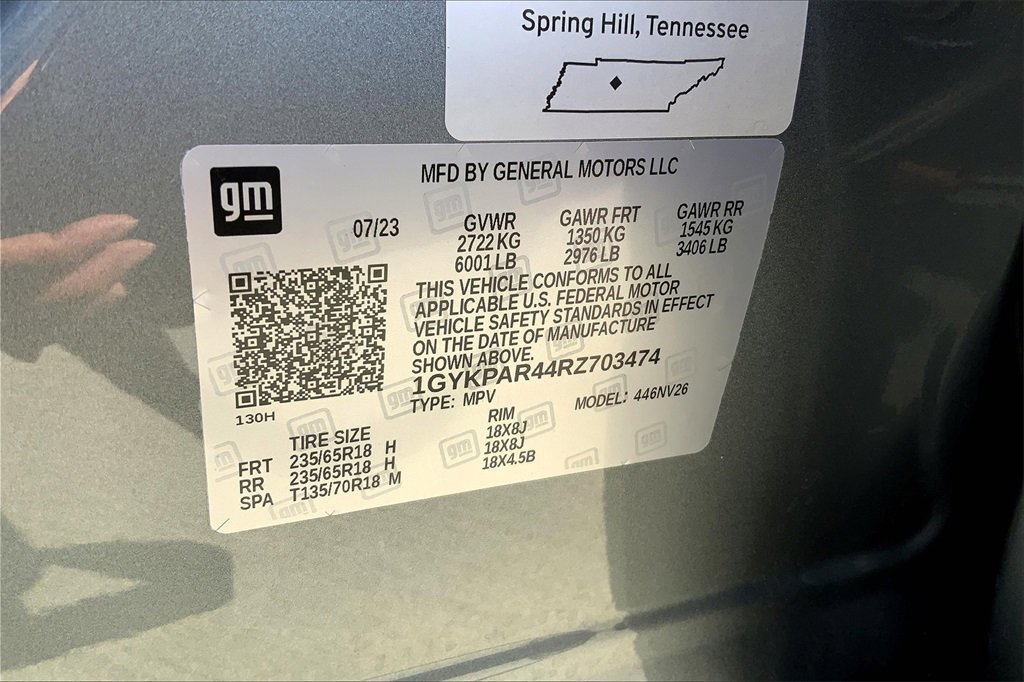 Spring Hill, Tennessee
gm
MFD BY GENERAL MOTORS LLC
07/23
GVWR
2722 KG
6001 LB
GAWR FRT
1350 KG
2976 LB
GAWR RR
1545 KG
3406 LB
THIS VEHICLE CONFORMS TO ALL
APPLICABLE U.S. FEDERAL MOTOR
VEHICLE SAFETY STANDARDS IN EFFECT
ON THE DATE OF MANUFACTURE
SHOWN ABOVE.
1GYKPAR44RZ703474
TYPE: MPV
MODEL: 446NV26
130H
TIRE SIZE
RIM
FRT 235/65R18 H 18X8J
RR 235/65R18 H 18X8J
SPA T135/70R18 M 18X4.5B